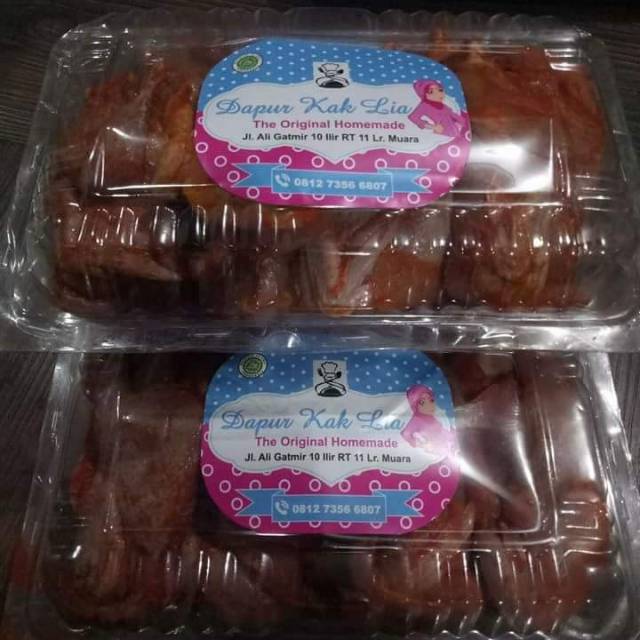 Dapur Kak Lia
The Original Homemade
Jl. Ali Gatmir 10 Ilir RT 11 Lr. Muara
0812 7356 6807
Dapur Kak Lia
The Original Homemade
Jl. Ali Gatmir 10 Ilir RT 11 Lr. Muara
0812 7356 6807